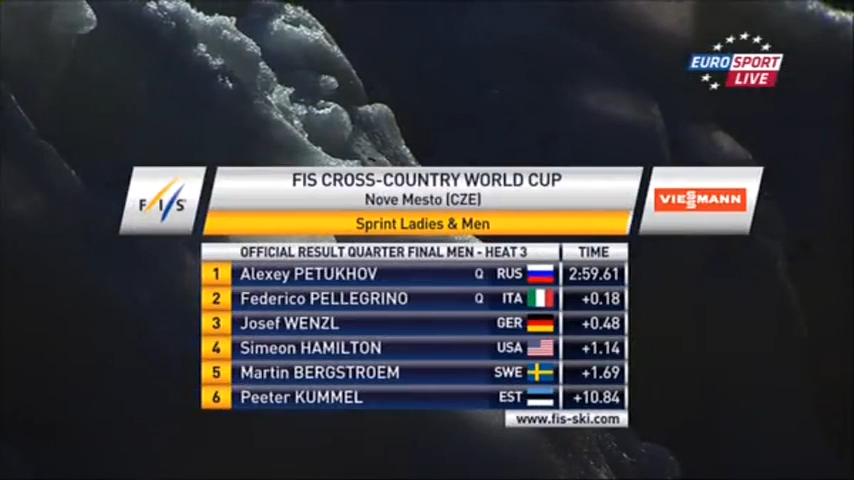 EUROSPORT
LIVE
FIS CROSS-COUNTRY WORLD CUP
FIS
Nove Mesto (CZE)
VIESSMANN
Sprint Ladies & Men
OFFICIAL RESULT QUARTER FINAL MEN - HEAT 3 TIME
1 Alexey PETUKHOV Q RUS 2:59.61
2 Federico PELLEGRINO Q ITA +0.18
3 Josef WENZL GER +0.48
4 Simeon HAMILTON USA +1.14
5 Martin BERGSTROEM SWE +1.69
6 Peeter KUMMEL EST +10.84
www.fis-ski.com